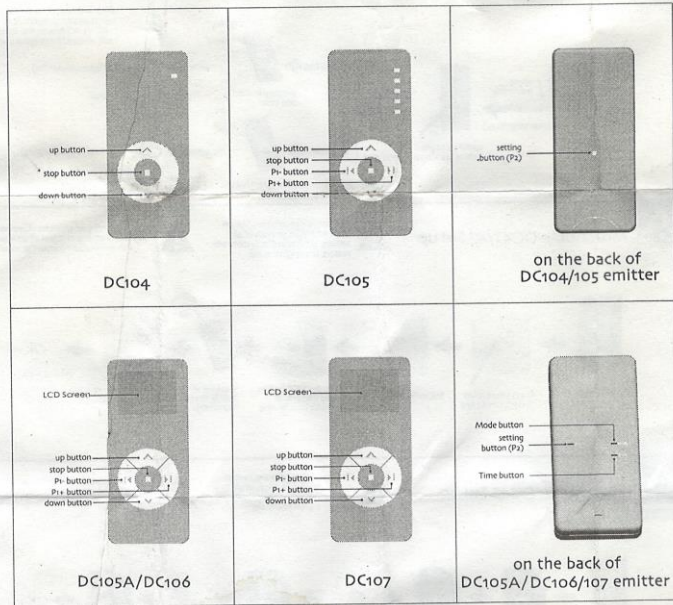 up button
stop button
down button
DC104
up button
stop button
P1- button
P1+ button
down button
DC105
setting
button (P2)
on the back of
DC104/105 emitter
LCD Screen
up button
stop button
P1- button
P1+ button
down button
DC105A/DC106
LCD Screen
up button
stop button
P1- button
P1+ button
down button
DC107
Mode button
setting
button (P2)
Time button
on the back of
DC105A/DC106/107 emitter